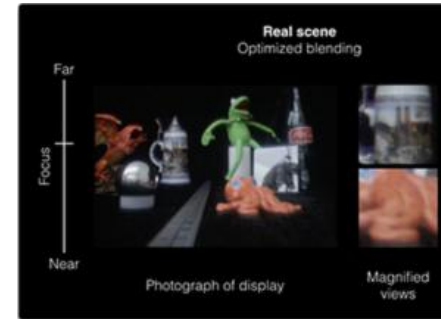 Real scene
Optimized blending
Far
Focus
Near
Photograph of display
Magnified
views